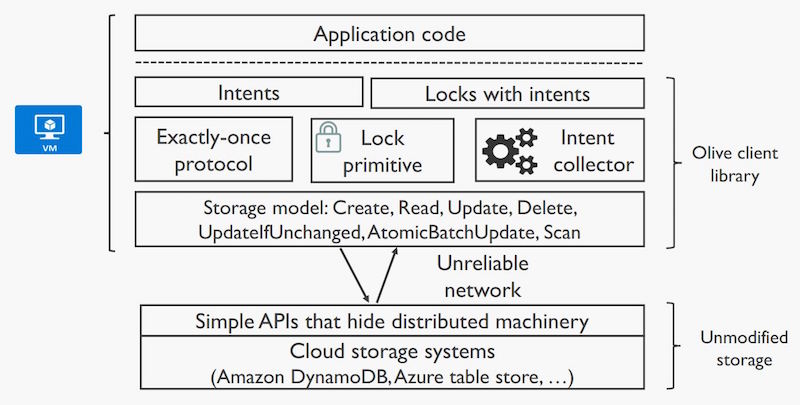 Application code
Intents
Locks with intents
VM
Exactly-once
protocol
Lock
primitive
Intent
collector
Olive client
library
Storage model: Create, Read, Update, Delete,
UpdateIfUnchanged, AtomicBatchUpdate, Scan
Unreliable
network
Simple APIs that hide distributed machinery
Cloud storage systems
(Amazon DynamoDB, Azure table store, …)
Unmodified
storage